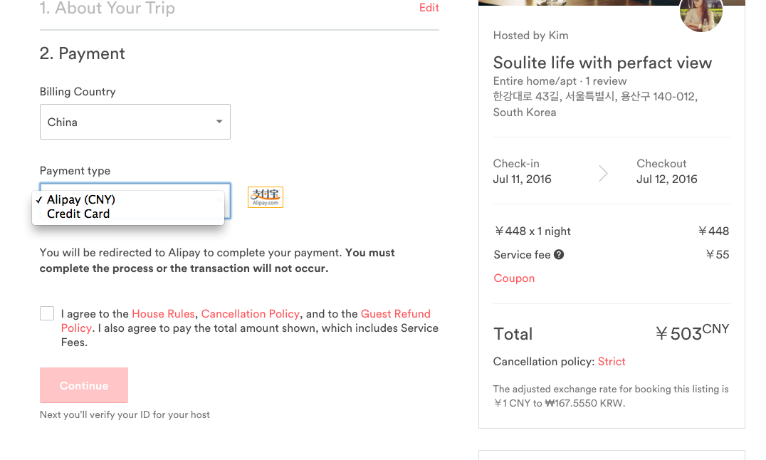 1. About Your Trip
Edit
2. Payment
Billing Country
China
Payment type
✓ Alipay (CNY)
Credit Card
支付宝
Alipay.com
You will be redirected to Alipay to complete your payment. You must
complete the process or the transaction will not occur.
I agree to the House Rules, Cancellation Policy, and to the Guest Refund
Policy. I also agree to pay the total amount shown, which includes Service
Fees.
Continue
Next you'll verify your ID for your host
Hosted by Kim
Soulite life with perfact view
Entire home/apt · 1 review
한강대로 43길, 서울특별시, 용산구 140-012,
South Korea
Check-in
Jul 11, 2016
Checkout
Jul 12, 2016
￥448 x 1 night
￥448
Service fee ?
￥55
Coupon
Total
￥503CNY
Cancellation policy: Strict
The adjusted exchange rate for booking this listing is
￥1 CNY to ₩167.5550 KRW.